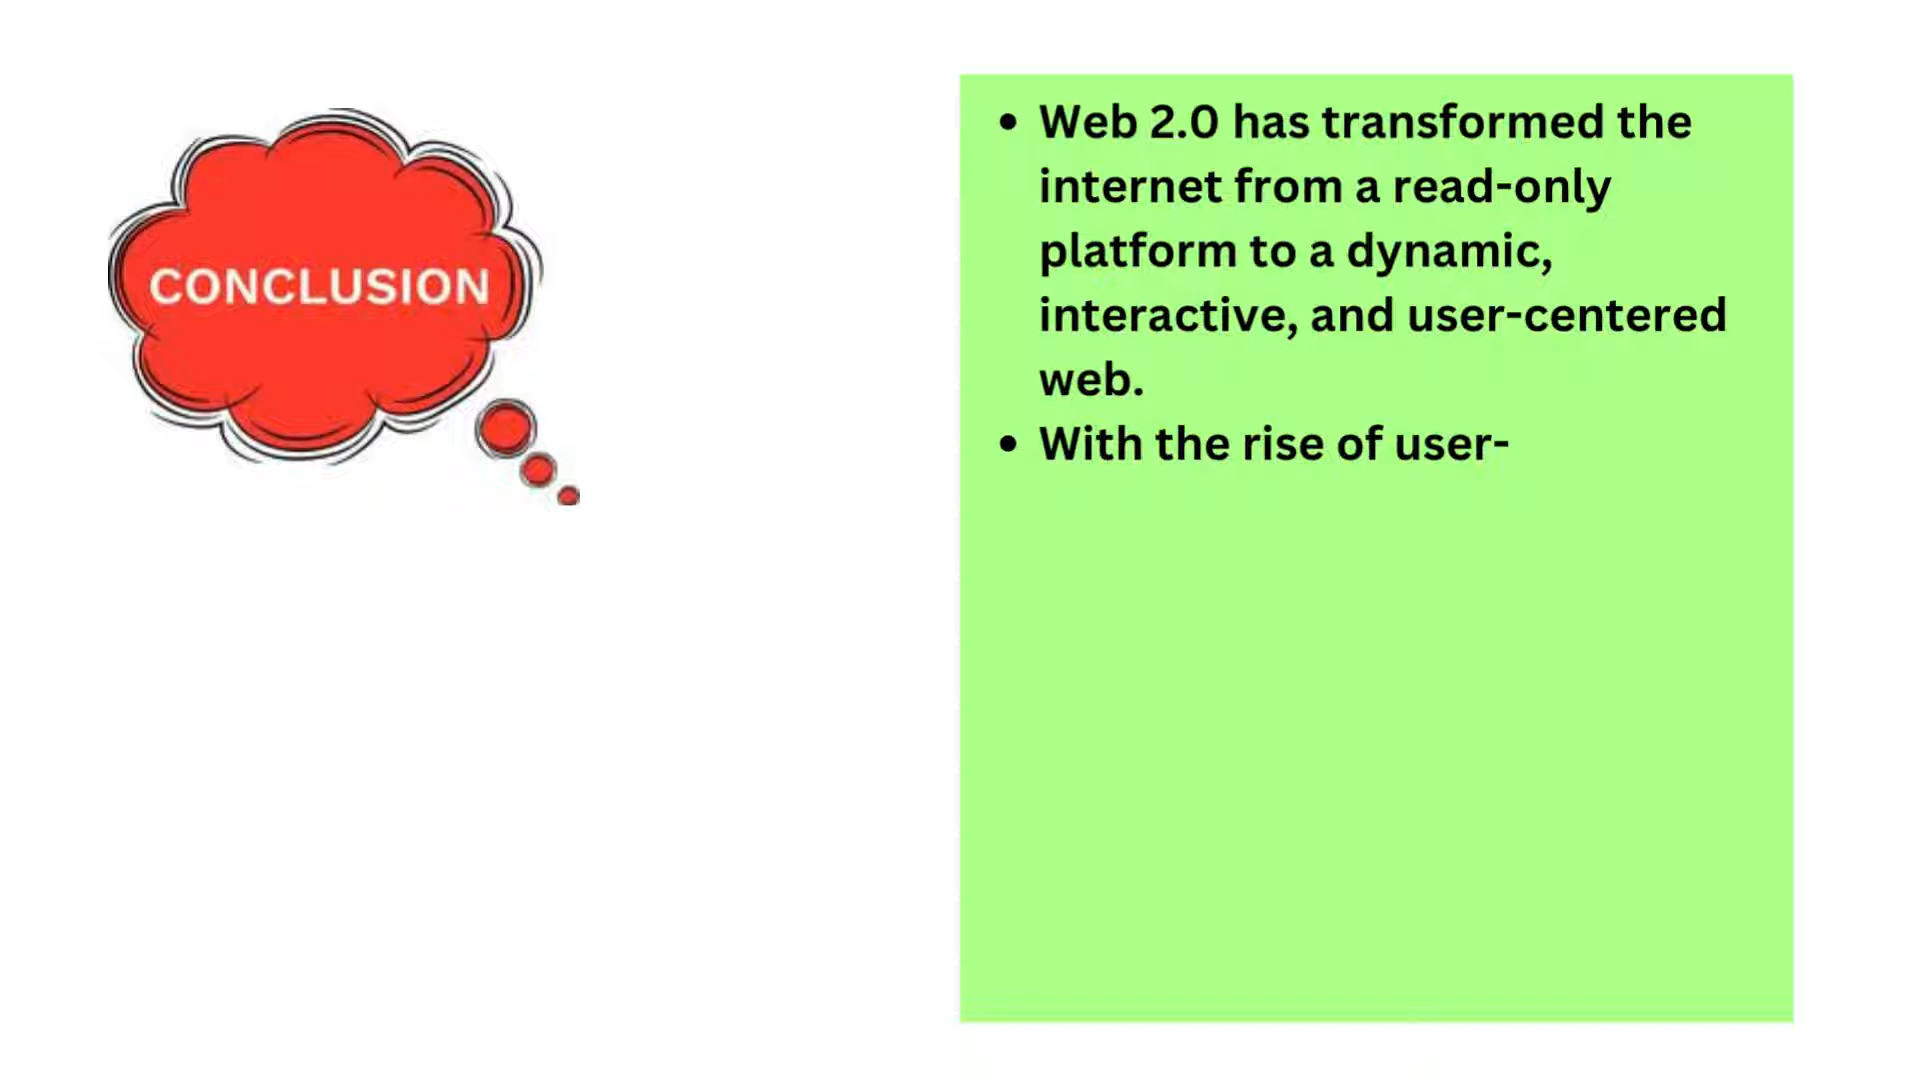 CONCLUSION
• Web 2.0 has transformed the
internet from a read-only
platform to a dynamic,
interactive, and user-centered
web.
• With the rise of user-